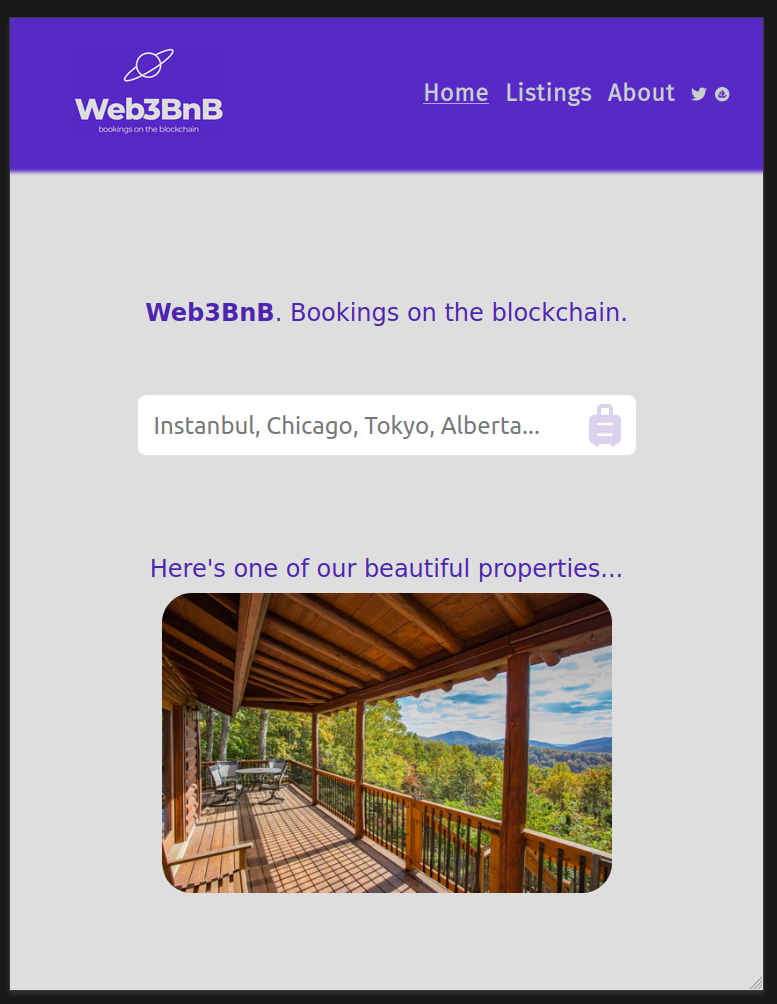 Web3BnB
bookings on the blockchain
Home Listings About
Web3BnB. Bookings on the blockchain.
Instanbul, Chicago, Tokyo, Alberta...
Here's one of our beautiful properties...